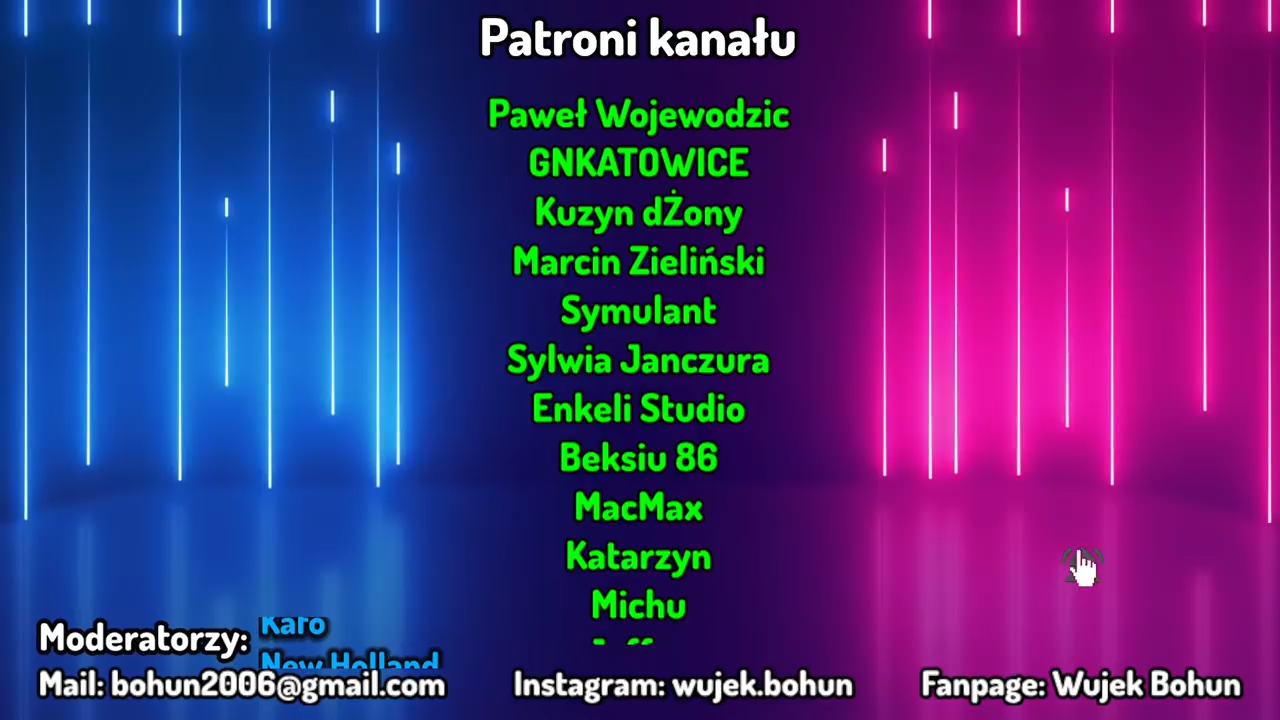 Patroni kanału
Paweł Wojewodzic
GNKATOWICE
Kuzyn dŻony
Marcin Zieliński
Symulant
Sylwia Janczura
Enkeli Studio
Beksiu 86
MacMax
Katarzyn
Michu
Moderatorzy:
Karo
New Holland
Mail: bohun2006@gmail.com
Instagram: wujek.bohun
Fanpage: Wujek Bohun